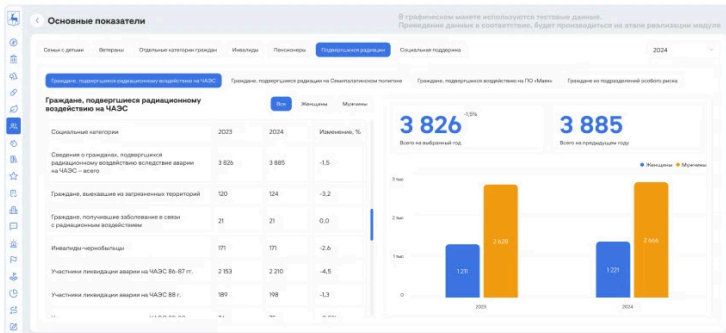 Основные показатели
В графическом макете используются тестовые данные.
Приведение данных в соответствие, будет производиться на этапе реализации модуля
Семьи с детьми
Ветераны
Отдельные категории граждан
Инвалиды
Пенсионеры
Подвергшиеся радиации
Социальная поддержка
2024
Граждане, подвергшиеся радиационному воздействию на ЧАЭС
Граждане, подвергшиеся радиации на Семипалатинском полигоне
Граждане, подвергшиеся воздействию на ПО «Маяк»
Граждане из подразделений особого риска
Граждане, подвергшиеся радиационному
воздействию на ЧАЭС
Все
Женщины
Мужчины
Социальные категории
2023
2024
Изменение, %
Сведения о гражданах, подвергшихся
радиационному воздействию вследствие аварии
на ЧАЭС – всего
3 826
3 885
-1,5
Граждане, выехавшие из загрязненных территорий
120
124
-3,2
Граждане, получившие заболевание в связи
с радиационным воздействием
21
21
0,0
Инвалиды-чернобыльцы
171
171
-2,6
Участники ликвидации аварии на ЧАЭС 86-87 гг.
2 153
2 210
-4,5
Участники ликвидации аварии на ЧАЭС 88 г.
189
198
-1,3
3 826
-1,5%
Всего на выбранный год
3 885
Всего на предыдущем году
Женщины
Мужчины
3 тыс
2 тыс
1 тыс
0
1 211
2 628
1 221
2 666
2023
2024